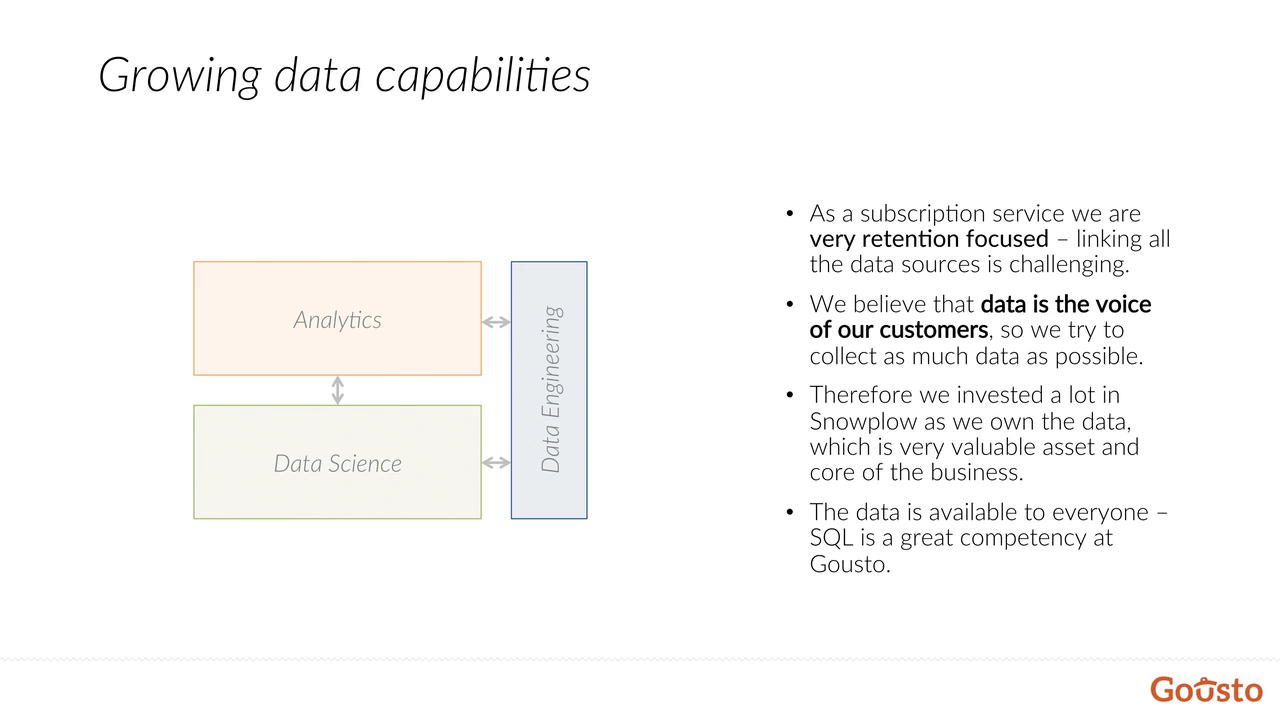 Growing data capabilities
Analytics
Data Science
Data Engineering
• As a subscription service we are
very retention focused – linking all
the data sources is challenging.
• We believe that data is the voice
of our customers, so we try to
collect as much data as possible.
• Therefore we invested a lot in
Snowplow as we own the data,
which is very valuable asset and
core of the business.
• The data is available to everyone –
SQL is a great competency at
Gousto.
Gousto